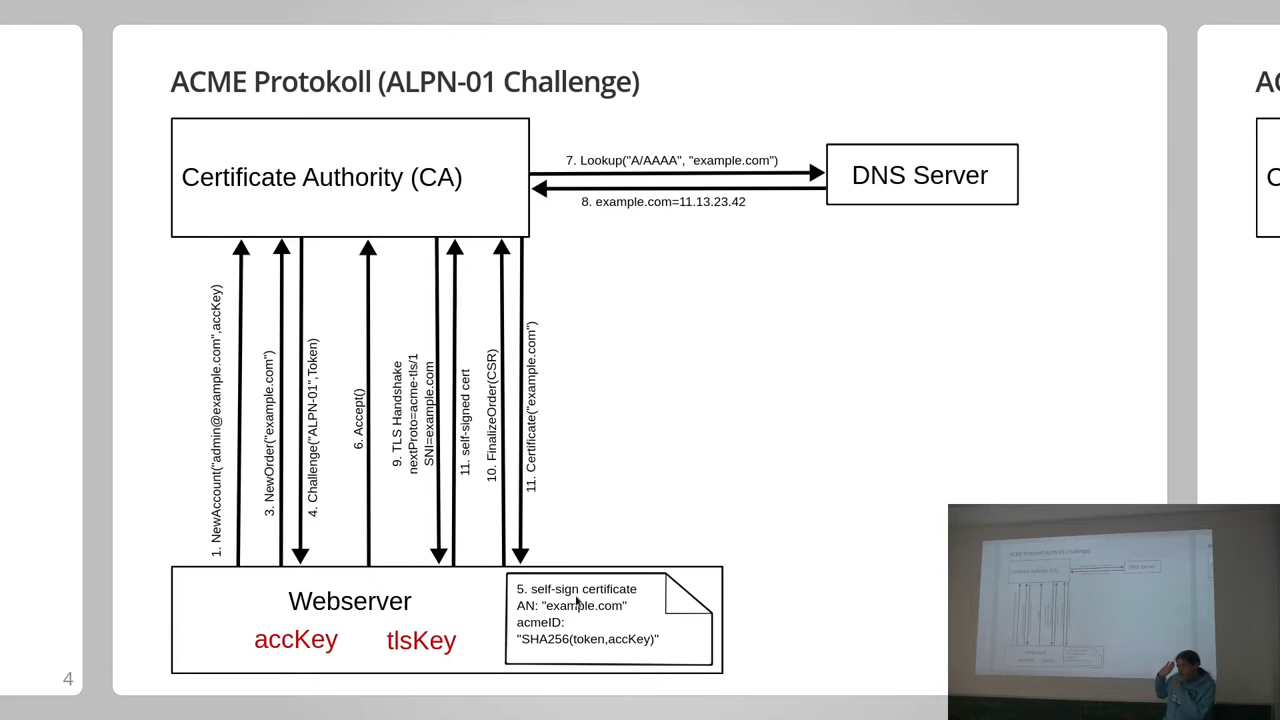 ACME Protokoll (ALPN-01 Challenge)
Certificate Authority (CA)
7. Lookup("A/AAAA", "example.com")
8. example.com=11.13.23.42
DNS Server
1. NewAccount("admin@example.com",accKey)
3. NewOrder("example.com")
4. Challenge("ALPN-01",Token)
6. Accept()
9. TLS Handshake
nextProto=acme-tls/1
SNI=example.com
11. self-signed cert
10. FinalizeOrder(CSR)
11. Certificate("example.com")
Webserver
accKey
tlsKey
5. self-sign certificate
AN: "example.com"
acmeID:
"SHA256(token,accKey)"
4